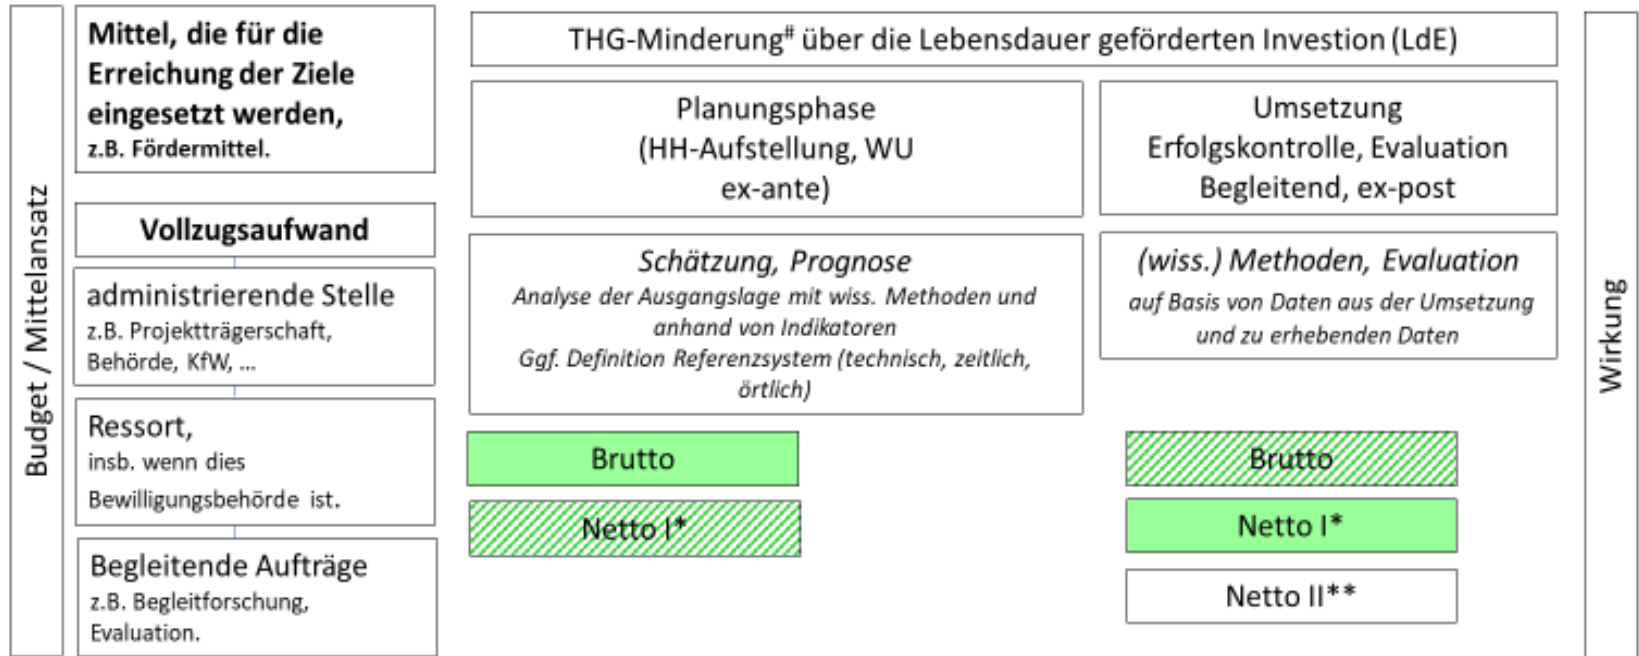 Budget / Mittelansatz
Mittel, die für die
Erreichung der Ziele
eingesetzt werden,
z.B. Fördermittel.
Vollzugsaufwand
administrierende Stelle
z.B. Projektträgerschaft,
Behörde, KfW, ...
Ressort,
insb. wenn dies
Bewilligungsbehörde ist.
Begleitende Aufträge
z.B. Begleitforschung,
Evaluation.
THG-Minderung# über die Lebensdauer geförderten Investion (LdE)
Planungsphase
(HH-Aufstellung, WU
ex-ante)
Schätzung, Prognose
Analyse der Ausgangslage mit wiss. Methoden und
anhand von Indikatoren
Ggf. Definition Referenzsystem (technisch, zeitlich,
örtlich)
Brutto
Netto I*
Umsetzung
Erfolgskontrolle, Evaluation
Begleitend, ex-post
(wiss.) Methoden, Evaluation
auf Basis von Daten aus der Umsetzung
und zu erhebenden Daten
Brutto
Netto I*
Netto II**
Wirkung